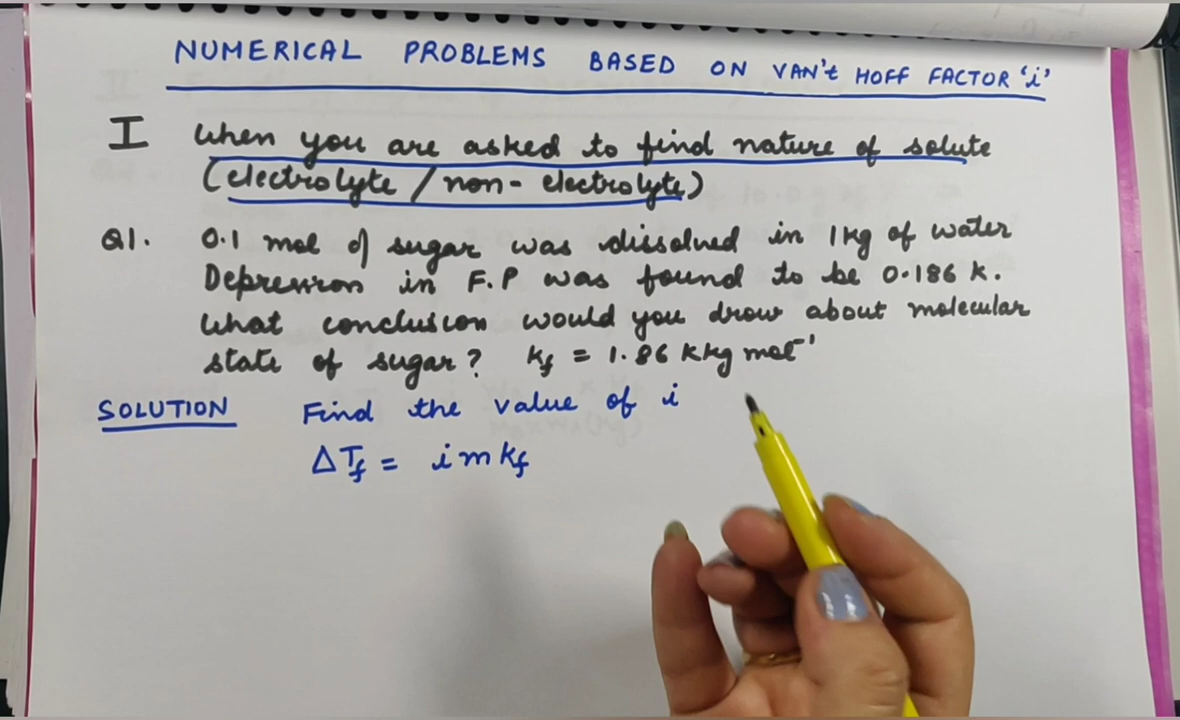 NUMERICAL PROBLEMS BASED ON VAN't HOFF FACTOR 'i'
I When you are asked to find nature of solute
(electrolyte / non-electrolyte)
Q1. 0.1 mol of sugar was dissolved in 1kg of water
Depression in F.P was found to be 0.186 K.
What conclusion would you draw about molecular
state of sugar? Kf = 1.86 K kg mol⁻¹
SOLUTION Find the value of i
ΔTf = i m Kf